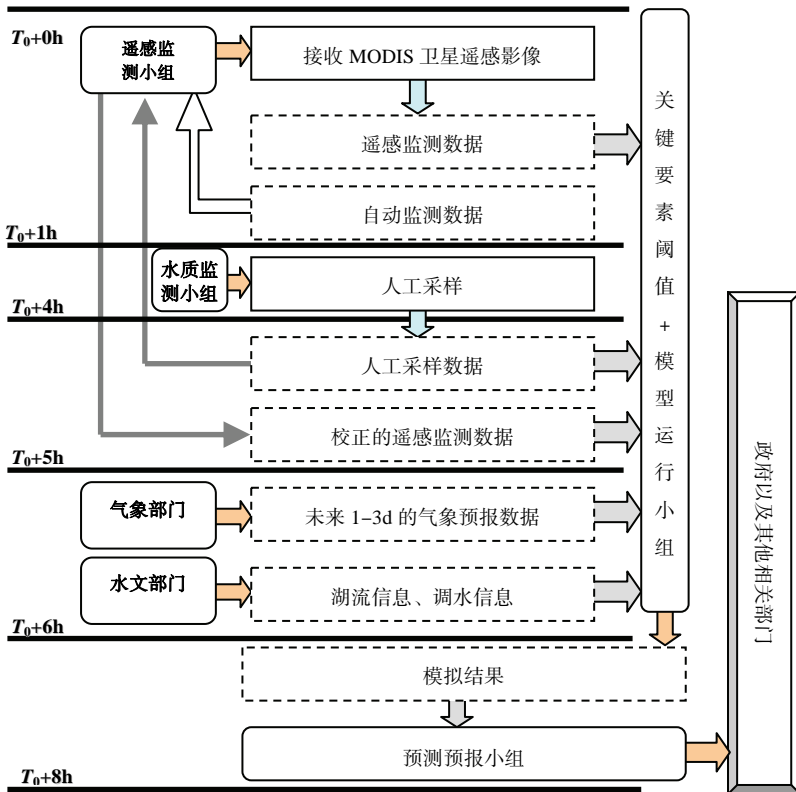 T₀+0h
遥感监
测小组
接收 MODIS 卫星遥感影像
遥感监测数据
自动监测数据
T₀+1h
水质监
测小组
人工采样
T₀+4h
人工采样数据
校正的遥感监测数据
T₀+5h
气象部门
未来 1-3d 的气象预报数据
水文部门
湖流信息、调水信息
T₀+6h
关键要素阈值+模型运行小组
模拟结果
预测预报小组
T₀+8h
政府以及其他相关部门